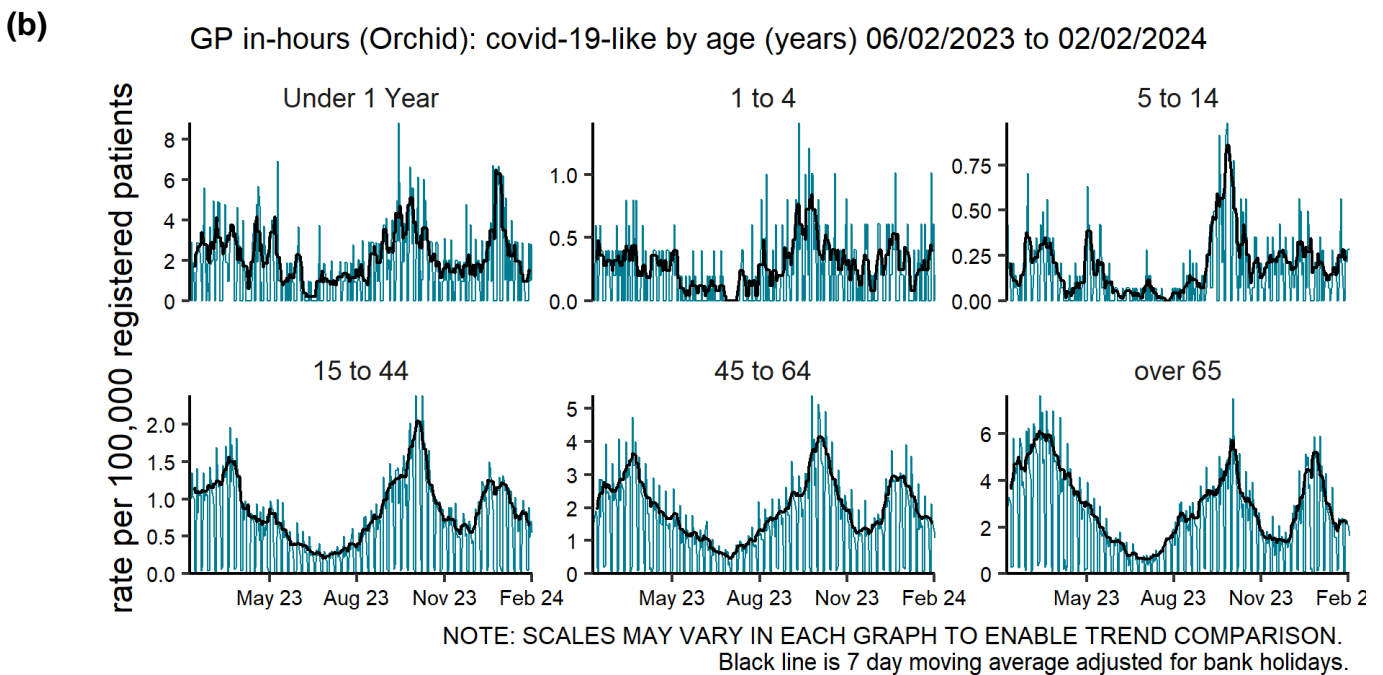 (b)
GP in-hours (Orchid): covid-19-like by age (years) 06/02/2023 to 02/02/2024
rate per 100,000 registered patients
Under 1 Year
8
6
4
2
0
1 to 4
1.0
0.5
0.0
5 to 14
0.75
0.50
0.25
0.00
15 to 44
2.0
1.5
1.0
0.5
0.0
May 23 Aug 23 Nov 23 Feb 24
45 to 64
5
4
3
2
1
0
May 23 Aug 23 Nov 23 Feb 24
over 65
6
4
2
0
May 23 Aug 23 Nov 23 Feb 2
NOTE: SCALES MAY VARY IN EACH GRAPH TO ENABLE TREND COMPARISON.
Black line is 7 day moving average adjusted for bank holidays.